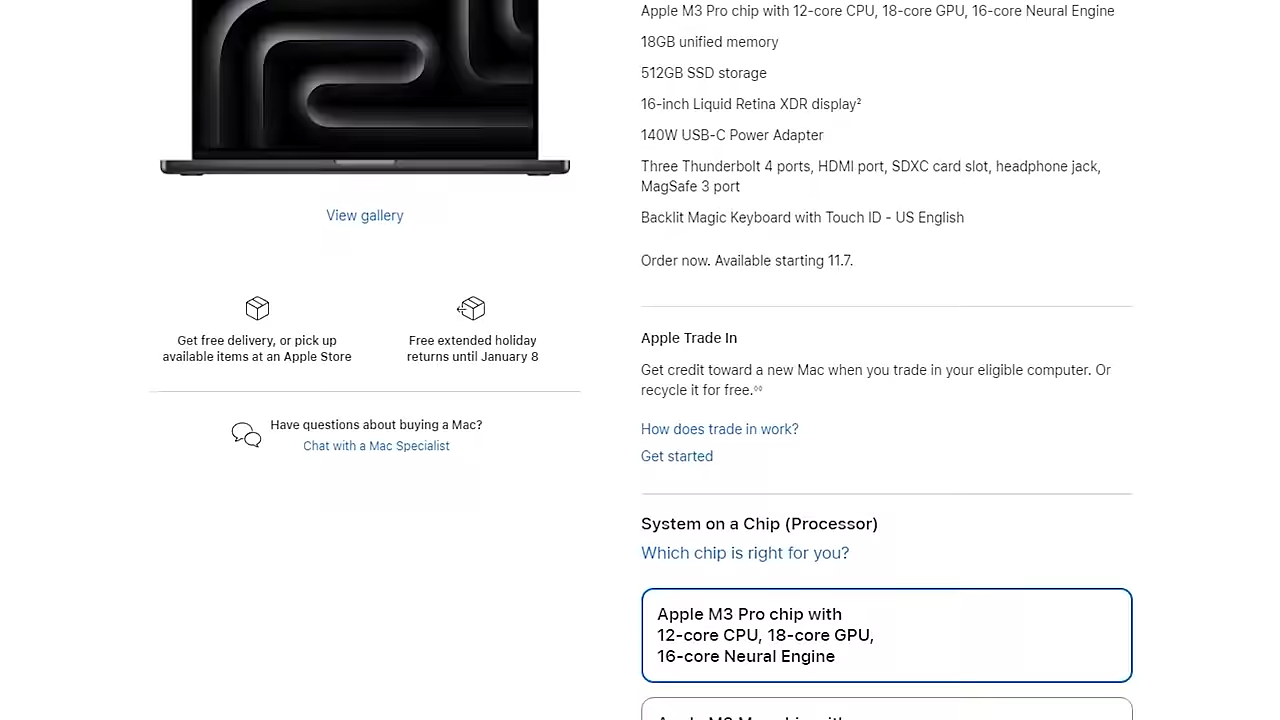 Apple M3 Pro chip with 12-core CPU, 18-core GPU, 16-core Neural Engine
18GB unified memory
512GB SSD storage
16-inch Liquid Retina XDR display²
140W USB-C Power Adapter
Three Thunderbolt 4 ports, HDMI port, SDXC card slot, headphone jack,
MagSafe 3 port
Backlit Magic Keyboard with Touch ID - US English
Order now. Available starting 11.7.
View gallery
Get free delivery, or pick up
available items at an Apple Store
Free extended holiday
returns until January 8
Have questions about buying a Mac?
Chat with a Mac Specialist
Apple Trade In
Get credit toward a new Mac when you trade in your eligible computer. Or
recycle it for free.◊◊
How does trade in work?
Get started
System on a Chip (Processor)
Which chip is right for you?
Apple M3 Pro chip with
12-core CPU, 18-core GPU,
16-core Neural Engine